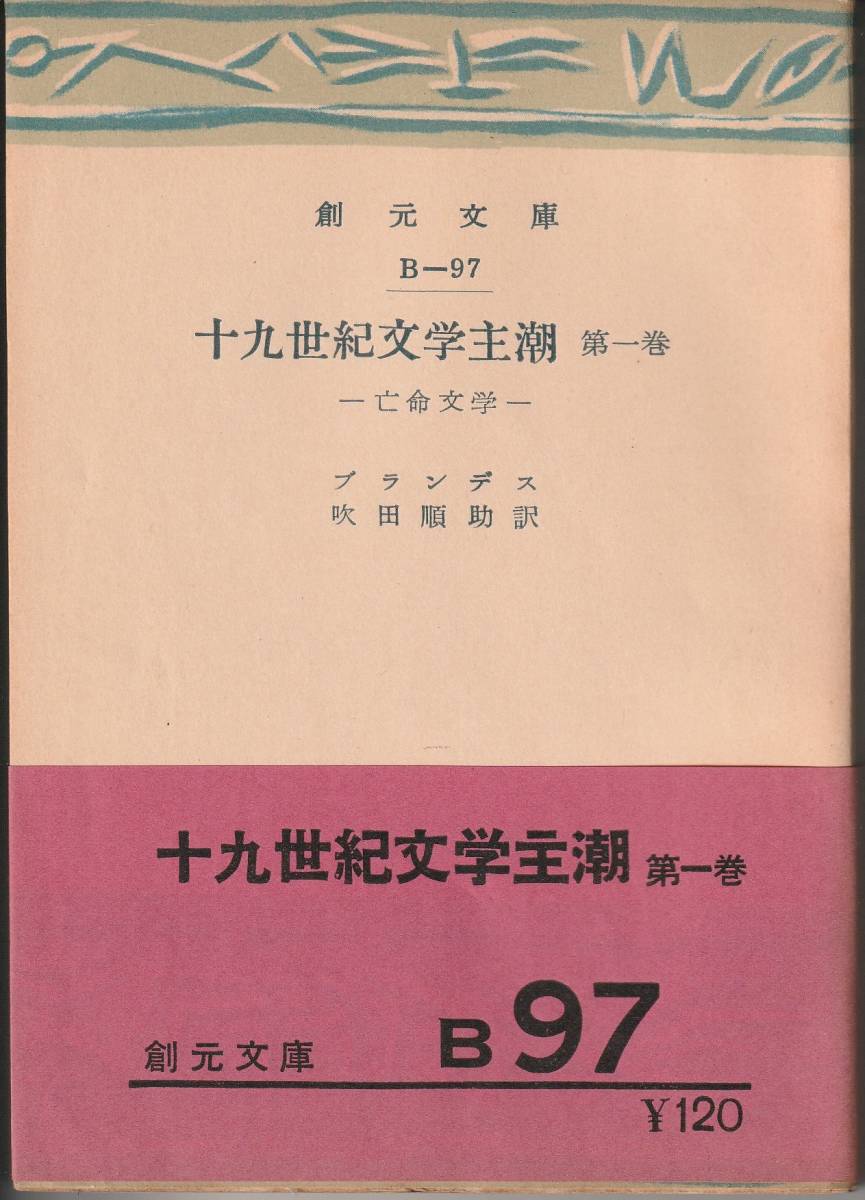 創元文庫
B—97
十九世紀文学主潮 第一巻
—亡命文学—
ブランデス
吹田順助訳
十九世紀文学主潮 第一巻
創元文庫 B97
¥120